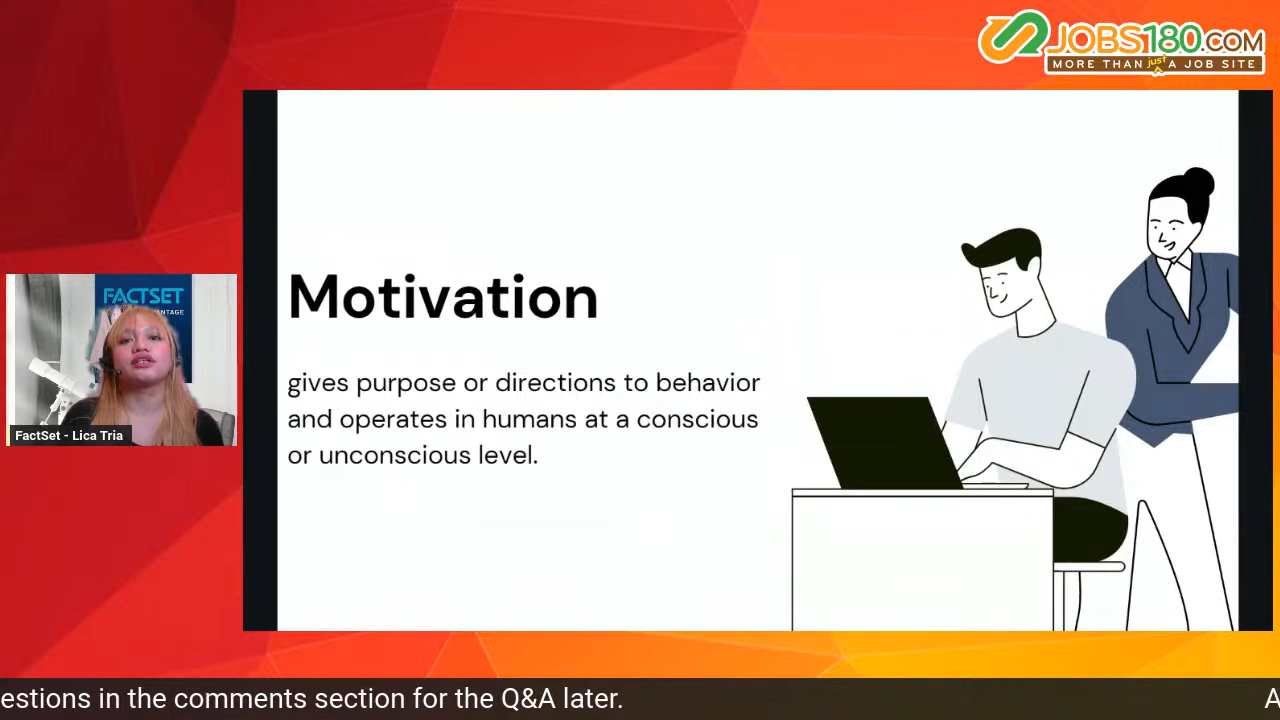 JOBS180.COM
MORE THAN just A JOB SITE
Motivation
gives purpose or directions to behavior
and operates in humans at a conscious
or unconscious level.
FACTSET
ANTAGE
FactSet - Lica Tria
estions in the comments section for the Q&A later.
A